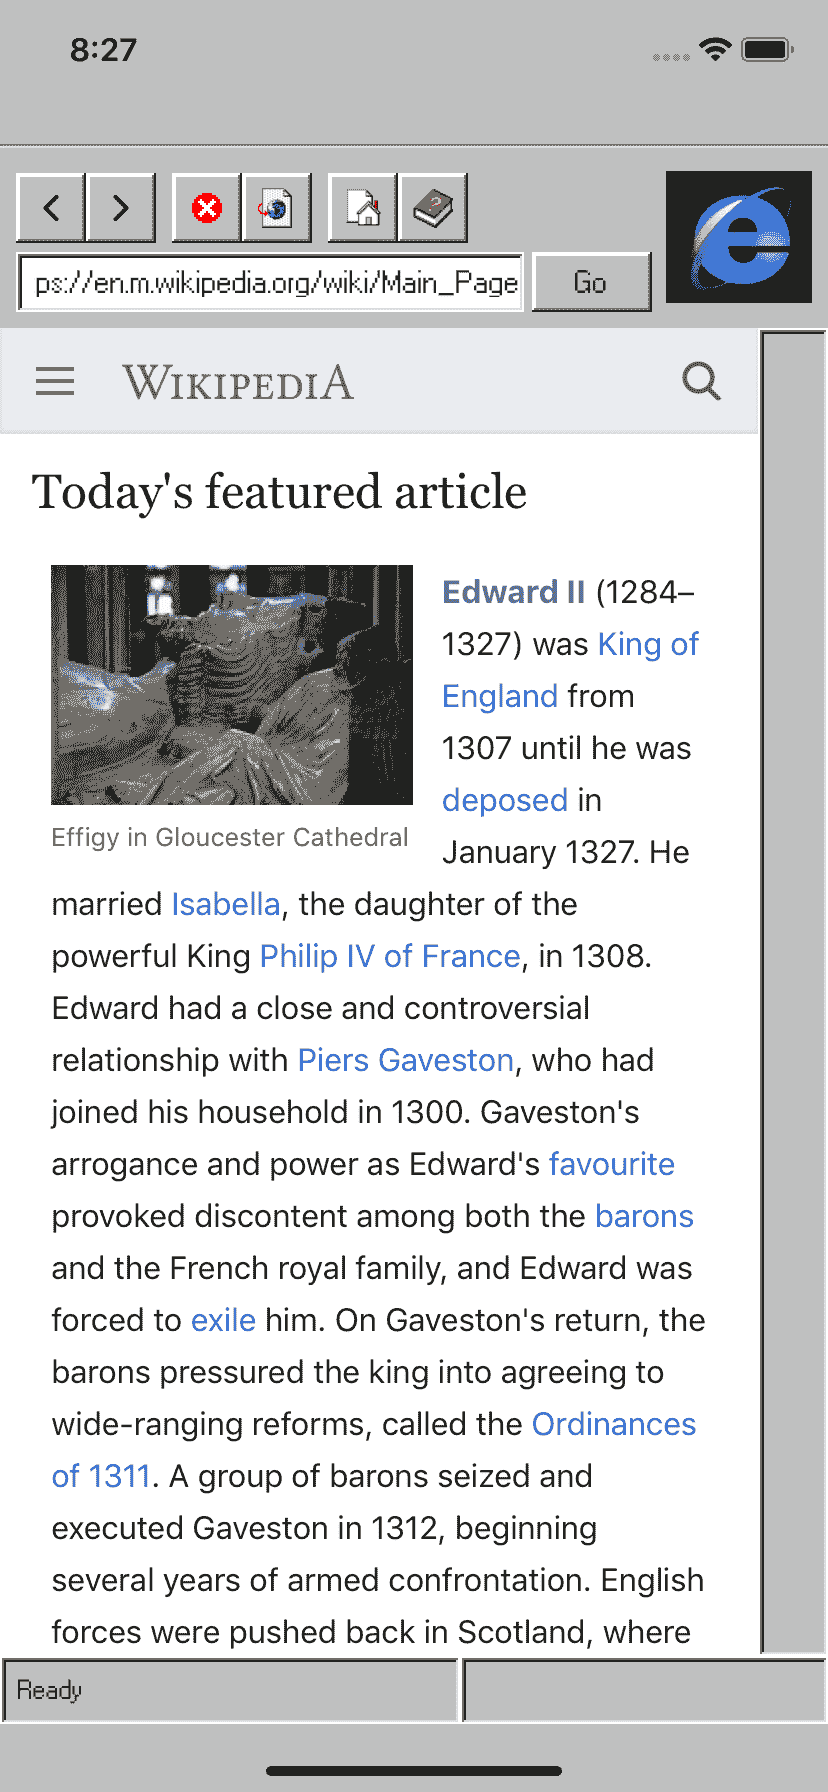 8:27
ps://en.m.wikipedia.org/wiki/Main_Page
Go
WIKIPEDIA
Today's featured article
Edward II (1284–
1327) was King of
England from
1307 until he was
deposed in
January 1327. He
Effigy in Gloucester Cathedral
married Isabella, the daughter of the
powerful King Philip IV of France, in 1308.
Edward had a close and controversial
relationship with Piers Gaveston, who had
joined his household in 1300. Gaveston's
arrogance and power as Edward's favourite
provoked discontent among both the barons
and the French royal family, and Edward was
forced to exile him. On Gaveston's return, the
barons pressured the king into agreeing to
wide-ranging reforms, called the Ordinances
of 1311. A group of barons seized and
executed Gaveston in 1312, beginning
several years of armed confrontation. English
forces were pushed back in Scotland, where
Ready